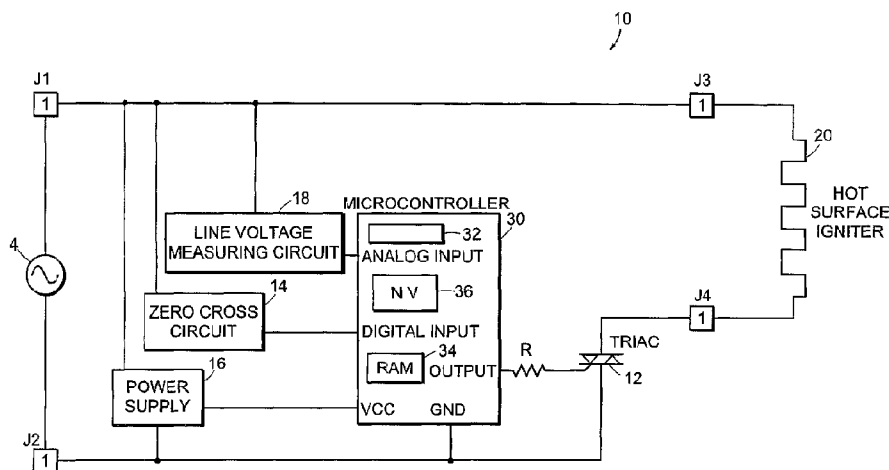 10
J1
1
J3
1
20
HOT
SURFACE
IGNITER
18
LINE VOLTAGE
MEASURING CIRCUIT
MICROCONTROLLER
30
32
ANALOG INPUT
4
14
ZERO CROSS
CIRCUIT
NV
36
DIGITAL INPUT
J4
1
16
POWER
SUPPLY
34
RAM
OUTPUT
R
TRIAC
12
VCC
GND
J2
1